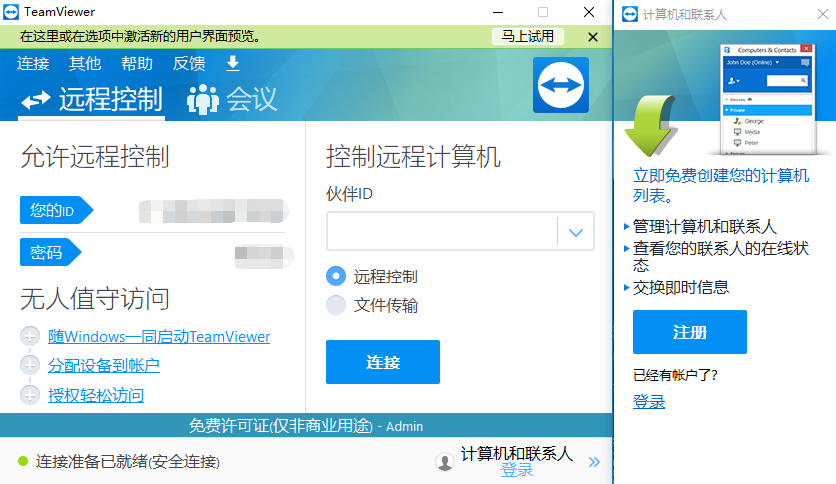 TeamViewer
在这里或在选项中激活新的用户界面预览。
马上试用
连接 其他 帮助 反馈
远程控制 会议
允许远程控制
您的ID
密码
无人值守访问
随Windows一同启动TeamViewer
分配设备到帐户
授权轻松访问
控制远程计算机
伙伴ID
远程控制
文件传输
连接
免费许可证(仅非商业用途) - Admin
连接准备已就绪(安全连接)
计算机和联系人
登录
计算机和联系人
Computers & Contacts
John Doe (Online)
Private
George
Media
Peter
立即免费创建您的计算机
列表。
管理计算机和联系人
查看您的联系人的在线状
态
交换即时信息
注册
已经有帐户了?
登录